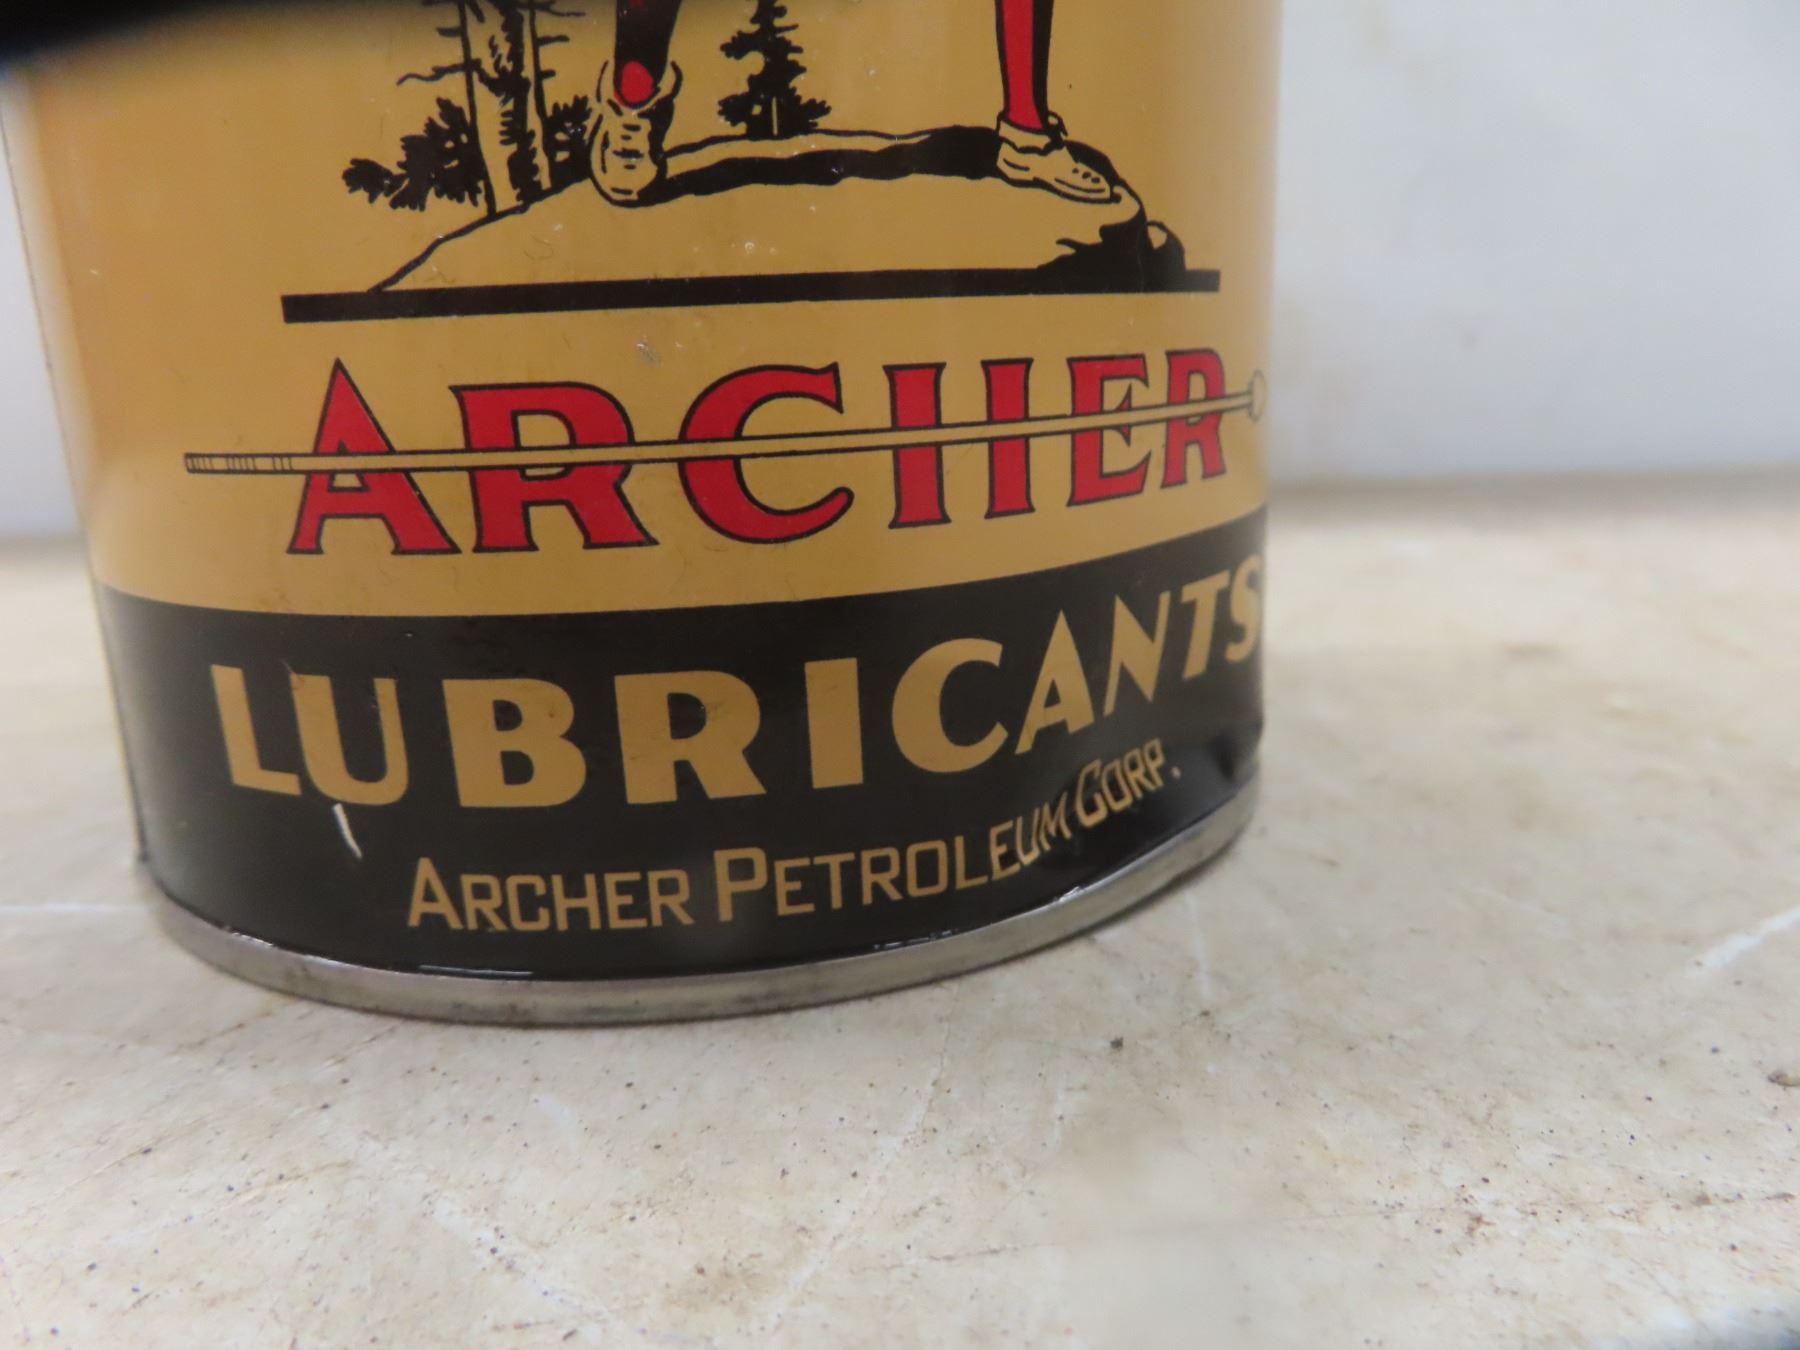 ARCHER
LUBRICANTS
ARCHER PETROLEUM CORP.